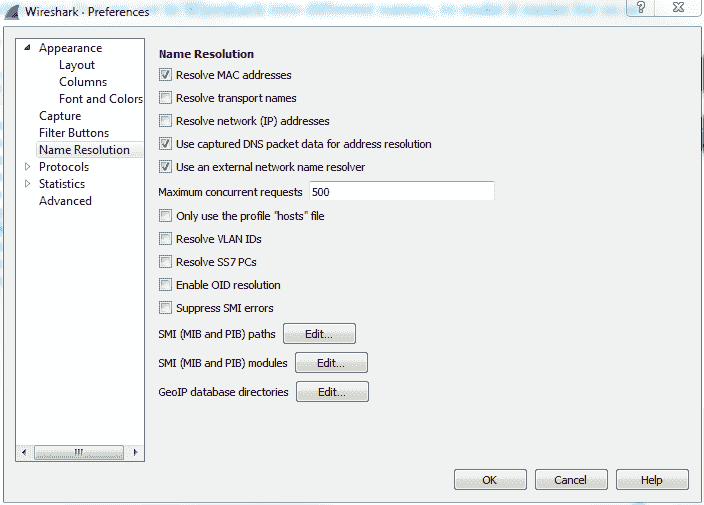 Wireshark · Preferences
Appearance
Layout
Columns
Font and Colors
Capture
Filter Buttons
Name Resolution
Protocols
Statistics
Advanced
Name Resolution
Resolve MAC addresses
Resolve transport names
Resolve network (IP) addresses
Use captured DNS packet data for address resolution
Use an external network name resolver
Maximum concurrent requests 500
Only use the profile "hosts" file
Resolve VLAN IDs
Resolve SS7 PCs
Enable OID resolution
Suppress SMI errors
SMI (MIB and PIB) paths Edit...
SMI (MIB and PIB) modules Edit...
GeoIP database directories Edit...
OK Cancel Help